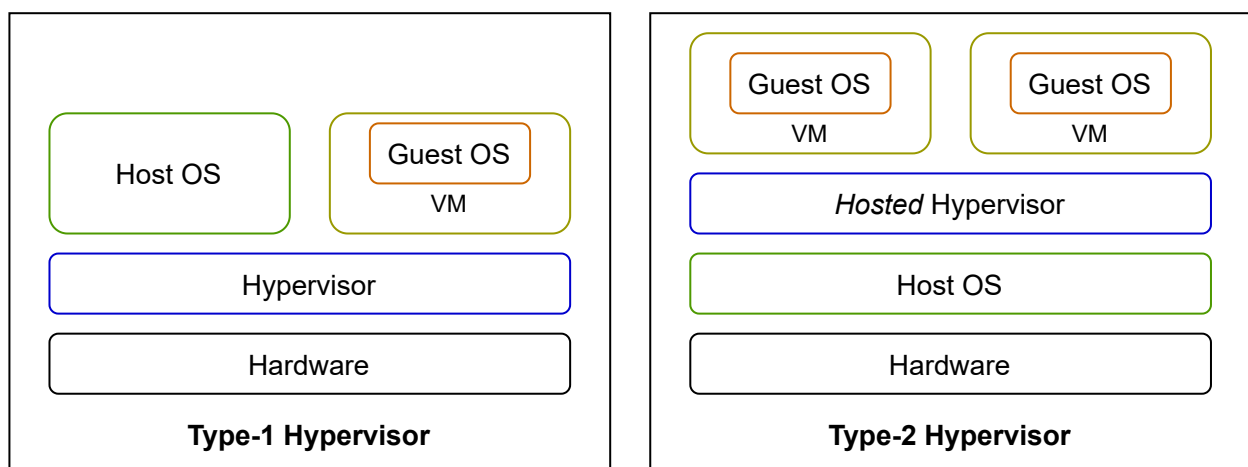 Host OS
Guest OS
VM
Hypervisor
Hardware
Type-1 Hypervisor
Guest OS
VM
Guest OS
VM
Hosted Hypervisor
Host OS
Hardware
Type-2 Hypervisor